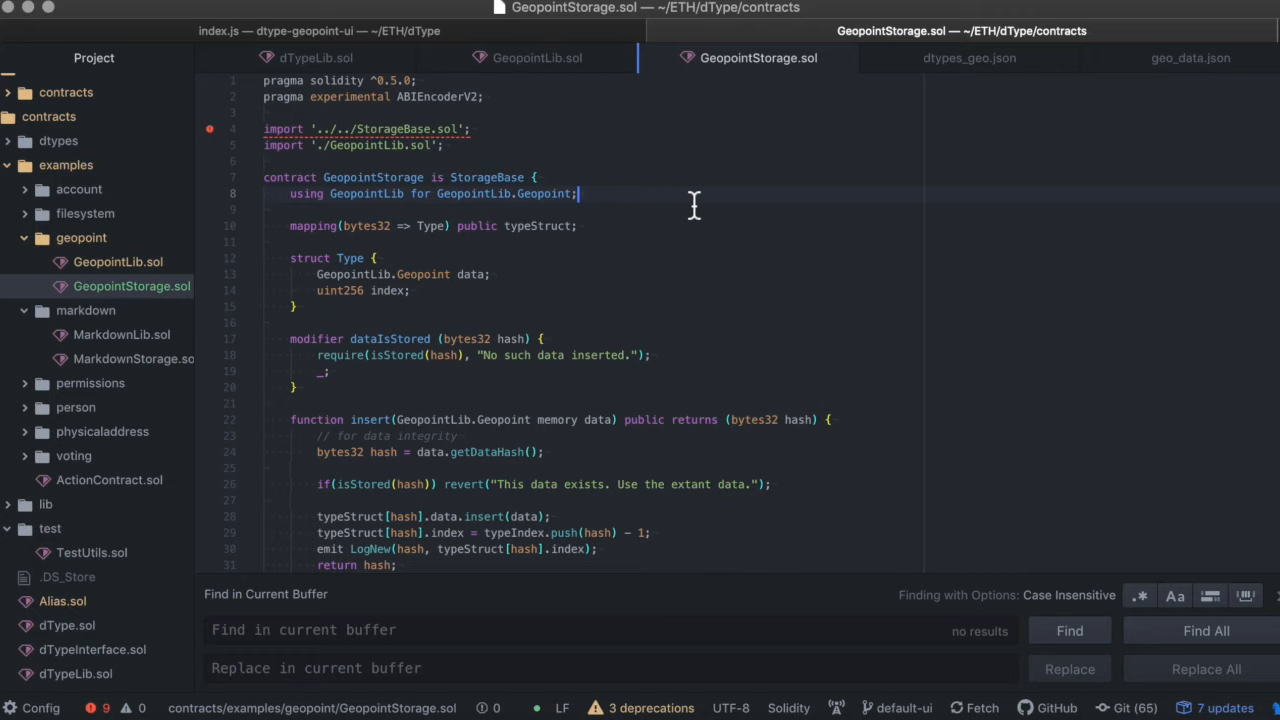 GeopointStorage.sol — ~/ETH/dType/contracts
index.js — dtype-geopoint-ui — ~/ETH/dType
GeopointStorage.sol — ~/ETH/dType/contracts
Project
dTypeLib.sol
GeopointLib.sol
GeopointStorage.sol
dtypes_geo.json
geo_data.json
contracts
contracts
dtypes
examples
account
filesystem
geopoint
GeopointLib.sol
GeopointStorage.sol
markdown
MarkdownLib.sol
MarkdownStorage.so
permissions
person
physicaladdress
voting
ActionContract.sol
lib
test
TestUtils.sol
.DS_Store
Alias.sol
dType.sol
dTypeInterface.sol
dTypeLib.sol
1 pragma solidity ^0.5.0;
2 pragma experimental ABIEncoderV2;
3
4 import '../../StorageBase.sol';
5 import './GeopointLib.sol';
6
7 contract GeopointStorage is StorageBase {
8 using GeopointLib for GeopointLib.Geopoint;
9
10 mapping(bytes32 => Type) public typeStruct;
11
12 struct Type {
13 GeopointLib.Geopoint data;
14 uint256 index;
15 }
16
17 modifier dataIsStored (bytes32 hash) {
18 require(isStored(hash), "No such data inserted.");
19 _;
20 }
21
22 function insert(GeopointLib.Geopoint memory data) public returns (bytes32 hash) {
23 // for data integrity
24 bytes32 hash = data.getDataHash();
25
26 if(isStored(hash)) revert("This data exists. Use the extant data.");
27
28 typeStruct[hash].data.insert(data);
29 typeStruct[hash].index = typeIndex.push(hash) - 1;
30 emit LogNew(hash, typeStruct[hash].index);
31 return hash;
Find in Current Buffer
Finding with Options: Case Insensitive
.* Aa
Find in current buffer
no results
Find
Find All
Replace in current buffer
Replace
Replace All
Config 9 0 contracts/examples/geopoint/GeopointStorage.sol 0 LF 3 deprecations UTF-8 Solidity default-ui Fetch GitHub Git (65) 7 updates